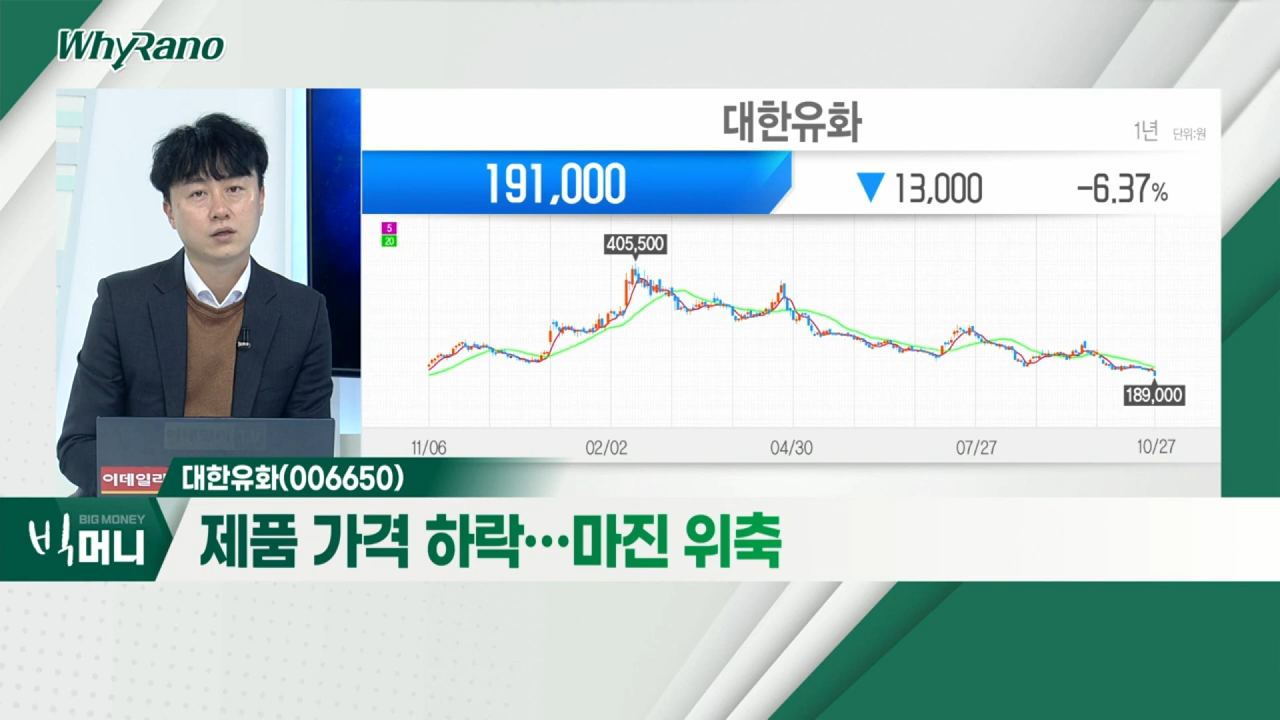 WhyRano
대한유화
1년 단위:원
191,000 ▼ 13,000 -6.37%
5
20
405,500
189,000
11/06 02/02 04/30 07/27 10/27
이데일리
대한유화(006650)
BIG MONEY
빅머니
제품 가격 하락…마진 위축